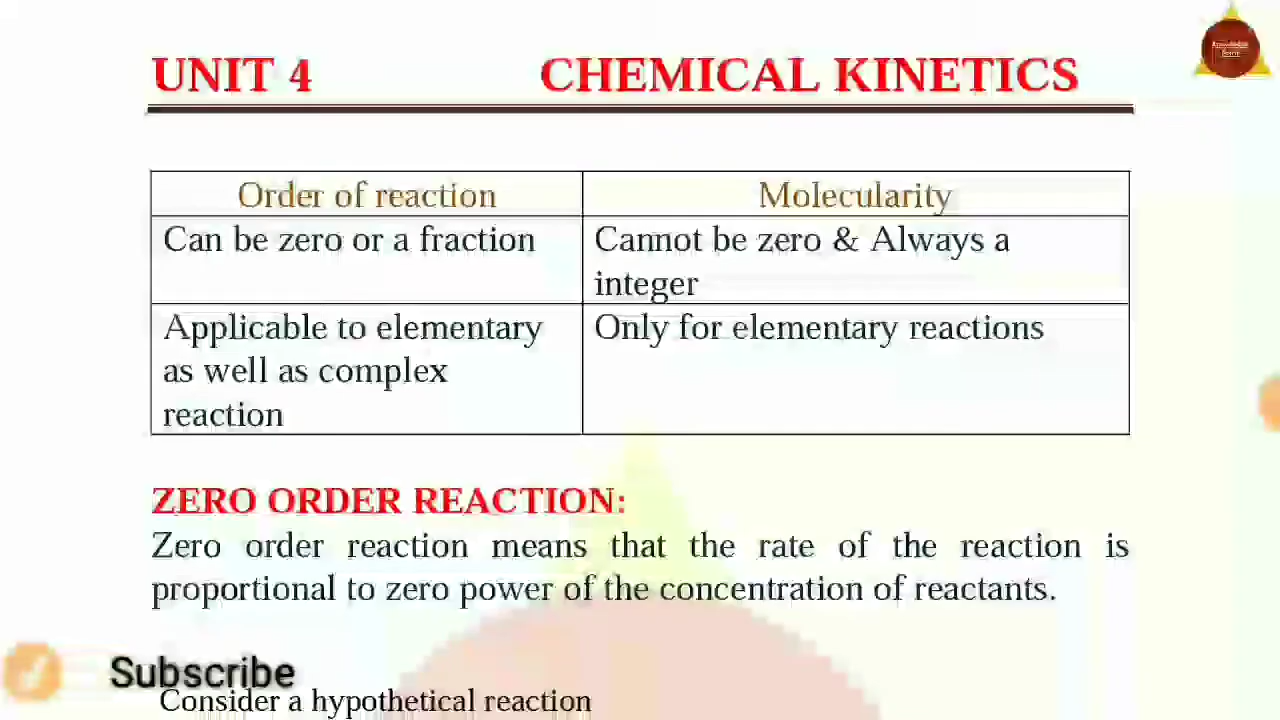 UNIT 4 CHEMICAL KINETICS
Order of reaction
Molecularity
Can be zero or a fraction
Cannot be zero & Always a
integer
Applicable to elementary
as well as complex
reaction
Only for elementary reactions
ZERO ORDER REACTION:
Zero order reaction means that the rate of the reaction is
proportional to zero power of the concentration of reactants.
Subscribe
Consider a hypothetical reaction